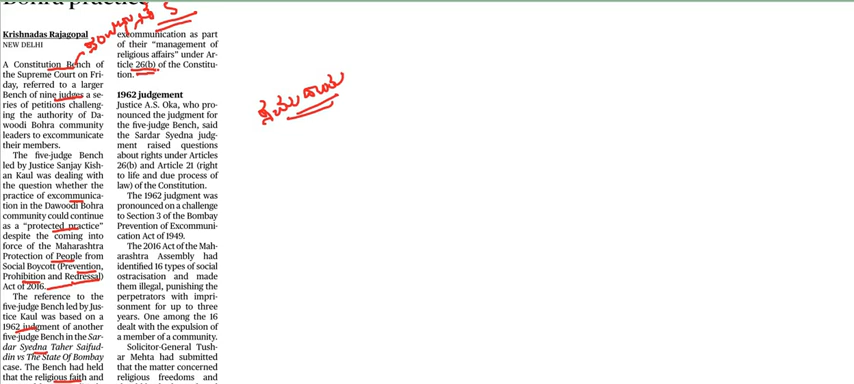 Krishnadas Rajagopal
NEW DELHI
A Constitution Bench of
the Supreme Court on Fri-
day, referred to a larger
Bench of nine judges a se-
ries of petitions challeng-
ing the authority of Da-
woodi Bohra community
leaders to excommunicate
their members.
The five-judge Bench
led by Justice Sanjay Kish-
an Kaul was dealing with
the question whether the
practice of excommunica-
tion in the Dawoodi Bohra
community could continue
as a “protected practice”
despite the coming into
force of the Maharashtra
Protection of People from
Social Boycott (Prevention,
Prohibition and Redressal)
Act of 2016.
The reference to the
five-judge Bench led by Jus-
tice Kaul was based on a
1962 judgment of another
five-judge Bench in the Sar-
dar Syedna Taher Saifud-
din vs The State Of Bombay
case. The Bench had held
that the religious faith and
excommunication as part
of their “management of
religious affairs” under Ar-
ticle 26(b) of the Constitu-
tion.
1962 judgement
Justice A.S. Oka, who pro-
nounced the judgment for
the five-judge Bench, said
the Sardar Syedna judg-
ment raised questions
about rights under Articles
26(b) and Article 21 (right
to life and due process of
law) of the Constitution.
The 1962 judgment was
pronounced on a challenge
to Section 3 of the Bombay
Prevention of Excommuni-
cation Act of 1949.
The 2016 Act of the Mah-
arashtra Assembly had
identified 16 types of social
ostracisation and made
them illegal, punishing the
perpetrators with impri-
sonment for up to three
years. One among the 16
dealt with the expulsion of
a member of a community.
Solicitor-General Tush-
ar Mehta had submitted
that the matter concerned
religious freedoms and